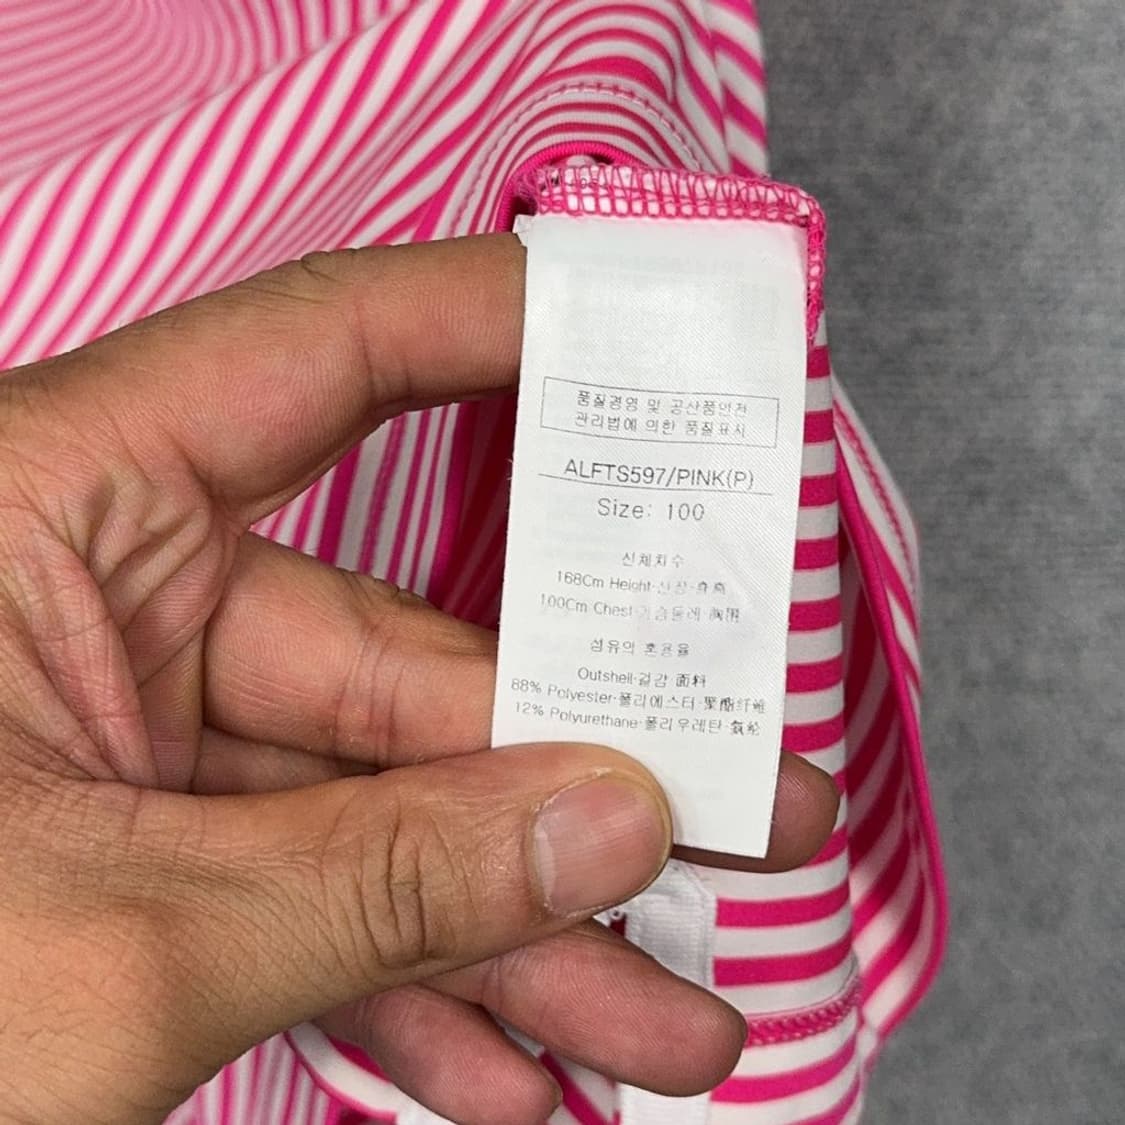 품질경영 및 공산품안전
관리법에 의한 품질표시
ALFTS597/PINK(P)
Size: 100
신체치수
168Cm Height·신장·身高
100Cm Chest·가슴둘레·胸围
섬유의 혼용율
Outshell·겉감 面料
88% Polyester·폴리에스터·聚酯纤维
12% Polyurethane·폴리우레탄·氨纶